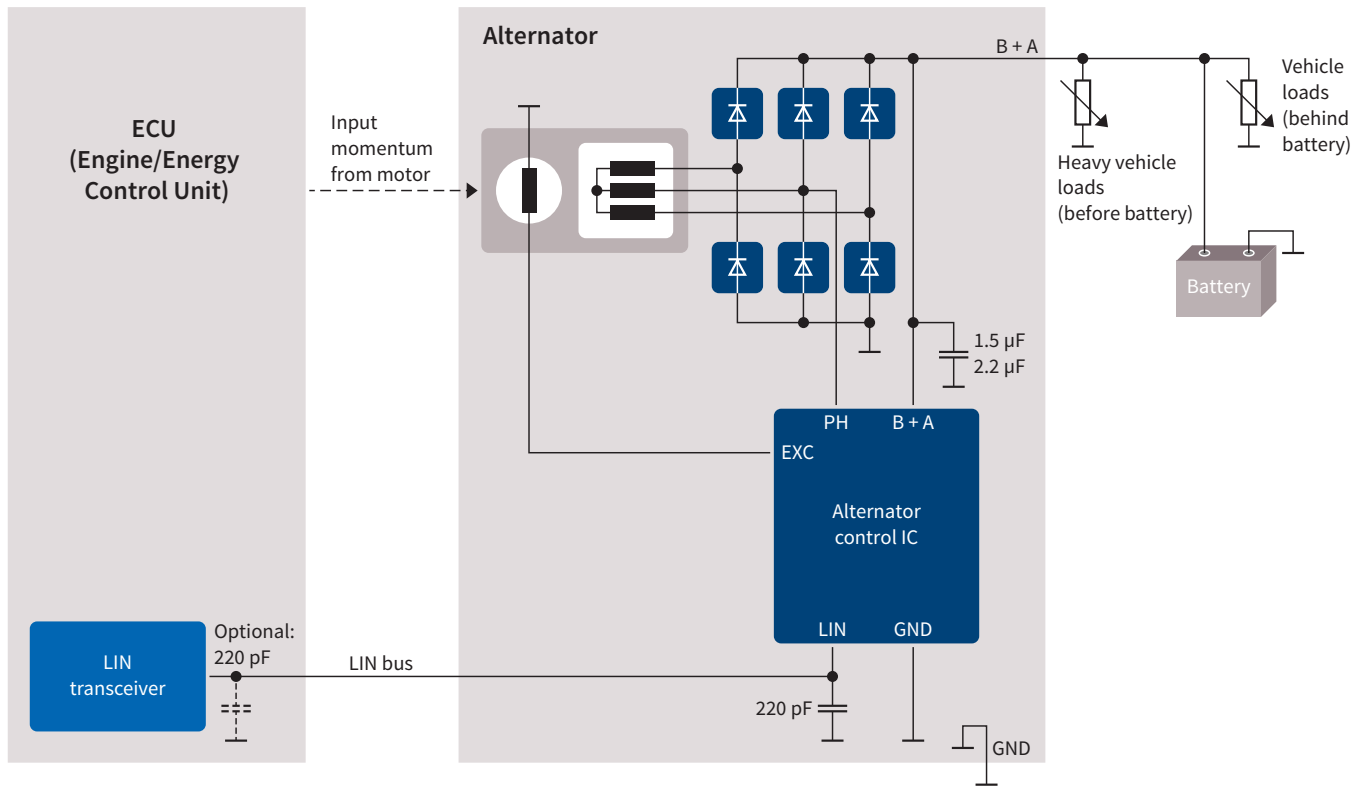 Alternator
B + A
ECU
(Engine/Energy
Control Unit)
Input
momentum
from motor
Vehicle
loads
(behind
battery)
Heavy vehicle
loads
(before battery)
Battery
1.5 µF
2.2 µF
PH
B + A
EXC
Alternator
control IC
LIN
GND
Optional:
220 pF
LIN
transceiver
LIN bus
220 pF
GND